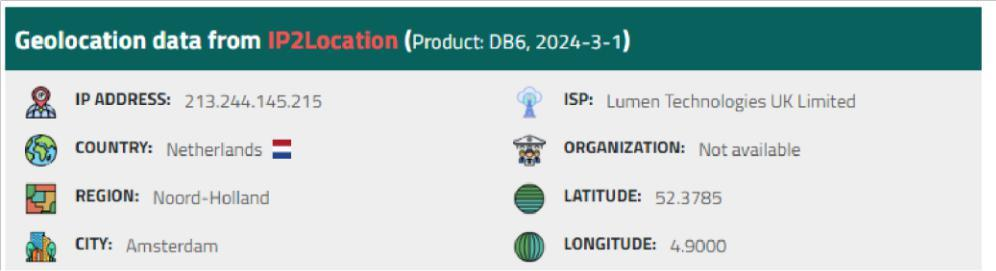 Geolocation data from IP2Location (Product: DB6, 2024-3-1)
IP ADDRESS: 213.244.145.215
ISP: Lumen Technologies UK Limited
COUNTRY: Netherlands
ORGANIZATION: Not available
REGION: Noord-Holland
LATITUDE: 52.3785
CITY: Amsterdam
LONGITUDE: 4.9000